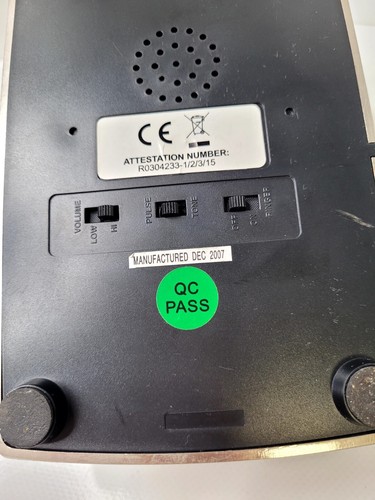 CE
ATTESTATION NUMBER:
R0304233-1/2/3/15
VOLUME
LOW
HI
PULSE
TONE
OFF
ON
RINGER
MANUFACTURED DEC 2007
QC
PASS